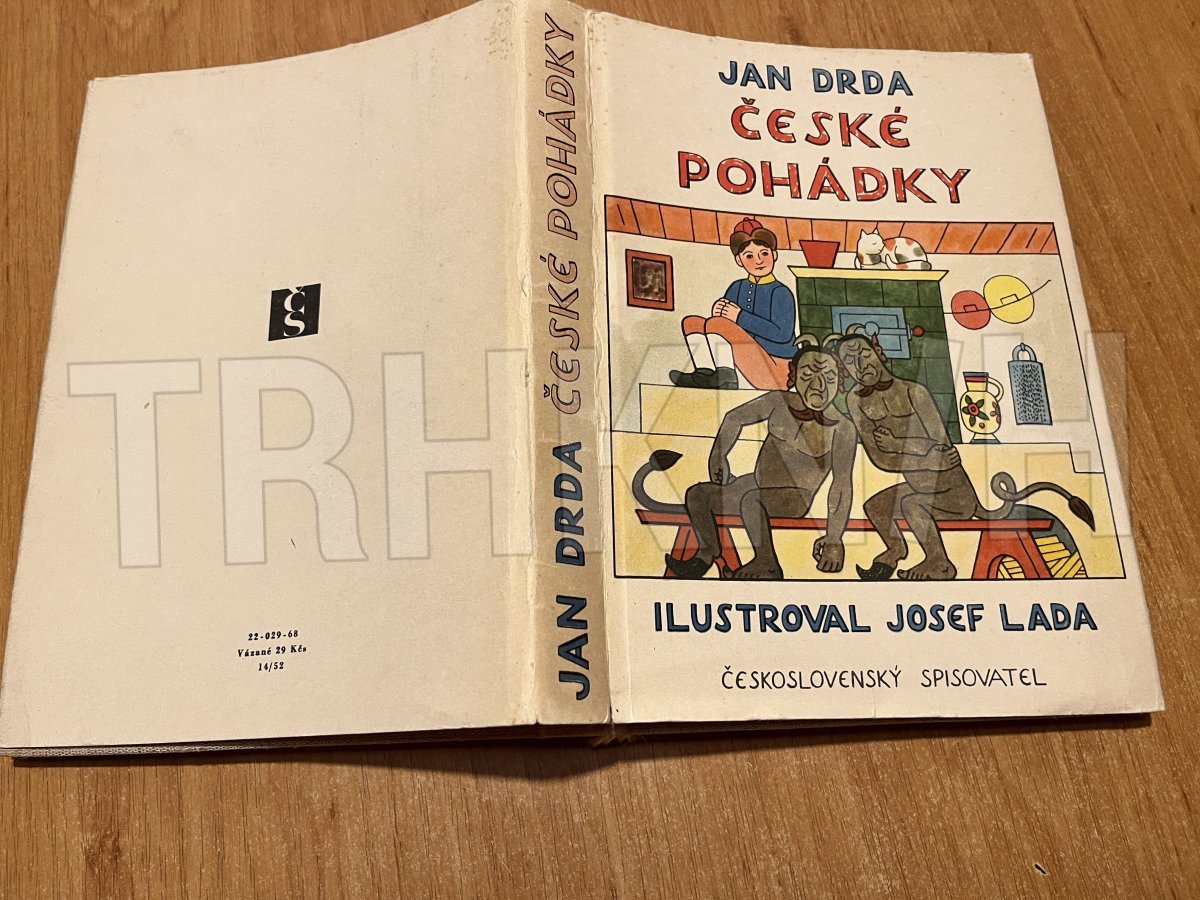 JAN DRDA
ČESKÉ
POHÁDKY
ILUSTROVAL JOSEF LADA
ČESKOSLOVENSKÝ SPISOVATEL
JAN DRDA ČESKÉ POHÁDKY
ČS
22-029-68
Vázané 29 Kčs
14/52
TRHKNIH